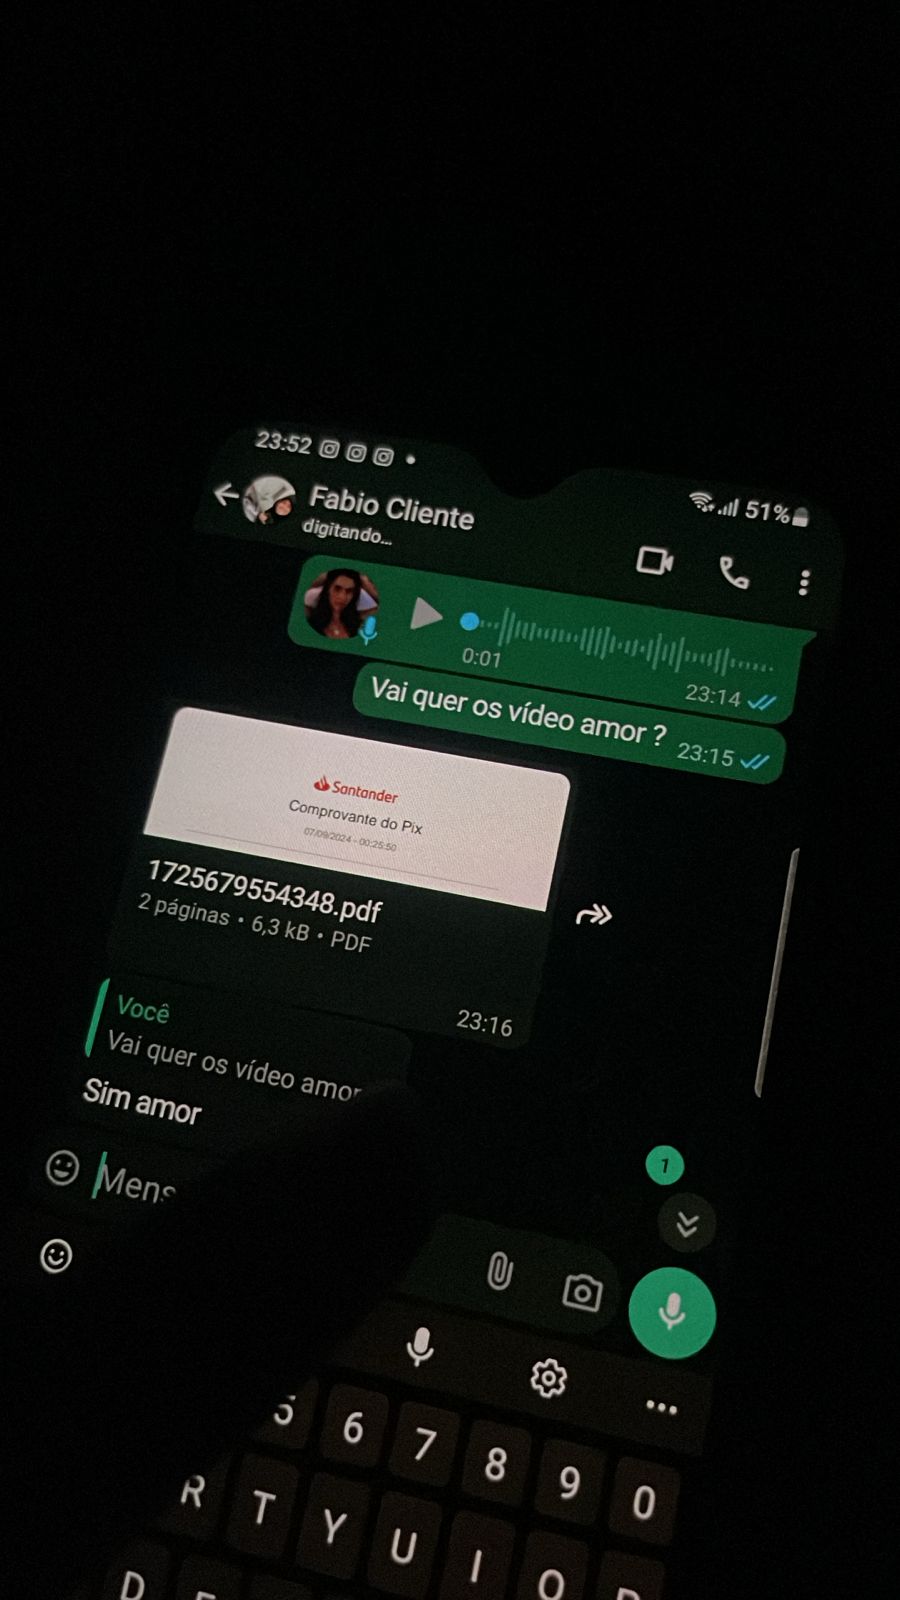 23:52
51%
Fabio Cliente
digitando...
0:01
23:14
Vai quer os vídeo amor ?
23:15
Santander
Comprovante do Pix
07/09/2024 - 00:25:50
1725679554348.pdf
2 páginas • 6,3 kB • PDF
23:16
Você
Vai quer os vídeo amor
Sim amor
1
Mens
5 6 7 8 9 0
R T Y U I O
D